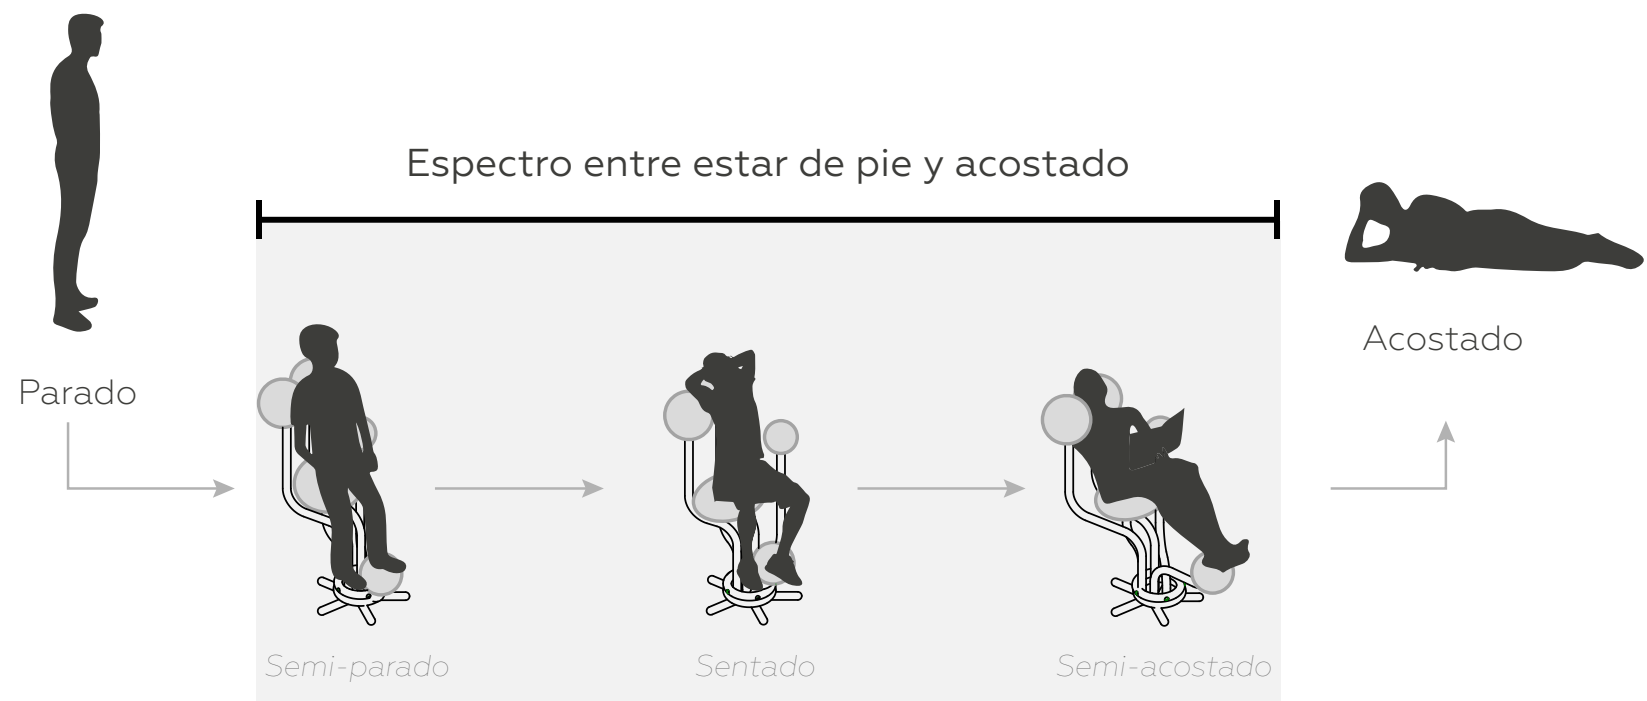 Espectro entre estar de pie y acostado
Parado
Acostado
Semi-parado
Sentado
Semi-acostado